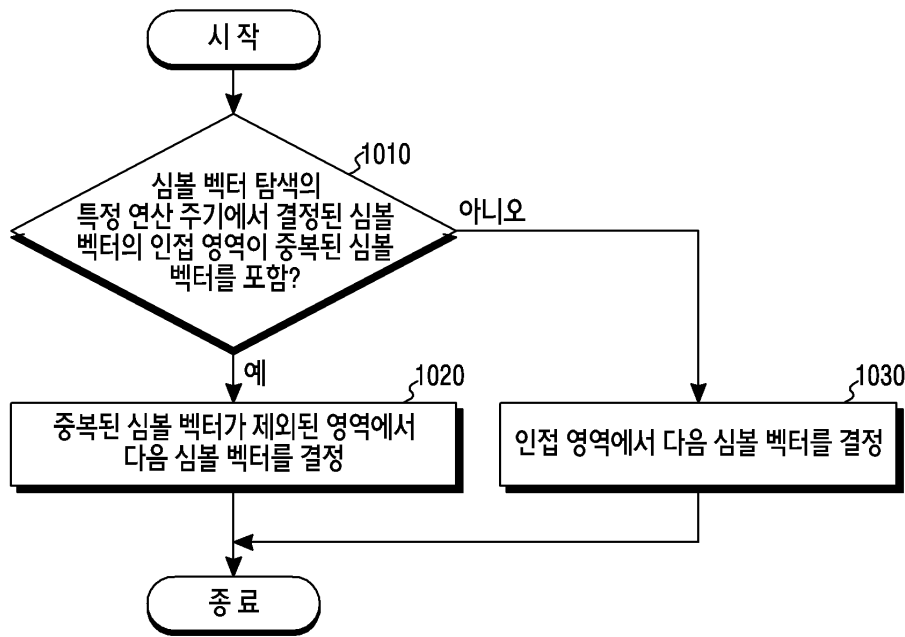 시 작
1010
심볼 벡터 탐색의
특정 연산 주기에서 결정된 심볼
벡터의 인접 영역이 중복된 심볼
벡터를 포함?
아니오
예
1020
중복된 심볼 벡터가 제외된 영역에서
다음 심볼 벡터를 결정
1030
인접 영역에서 다음 심볼 벡터를 결정
종 료